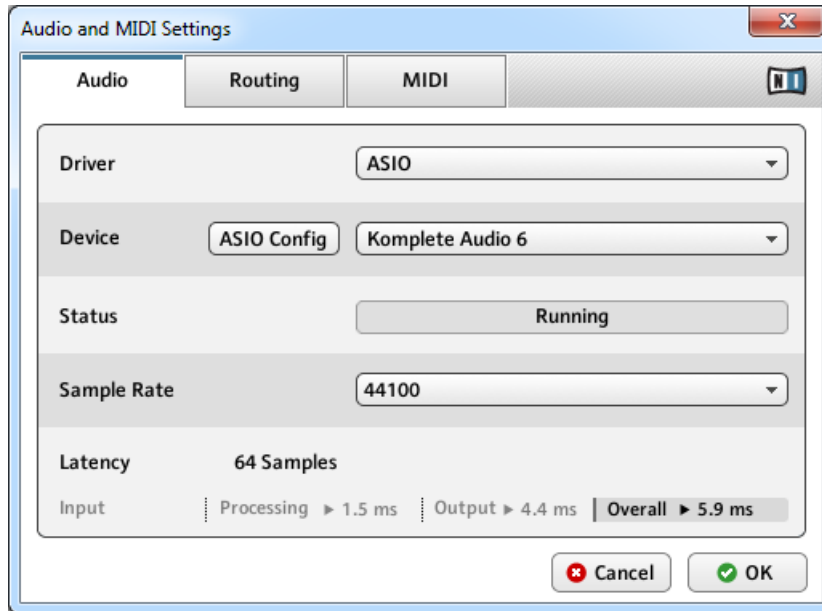 Audio and MIDI Settings
Audio Routing MIDI NI
Driver ASIO
Device ASIO Config Komplete Audio 6
Status Running
Sample Rate 44100
Latency 64 Samples
Input Processing ▶ 1.5 ms Output ▶ 4.4 ms Overall ▶ 5.9 ms
Cancel OK